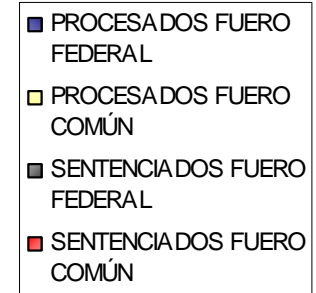 PROCESADOS FUERO
FEDERAL
PROCESADOS FUERO
COMÚN
SENTENCIADOS FUERO
FEDERAL
SENTENCIADOS FUERO
COMÚN